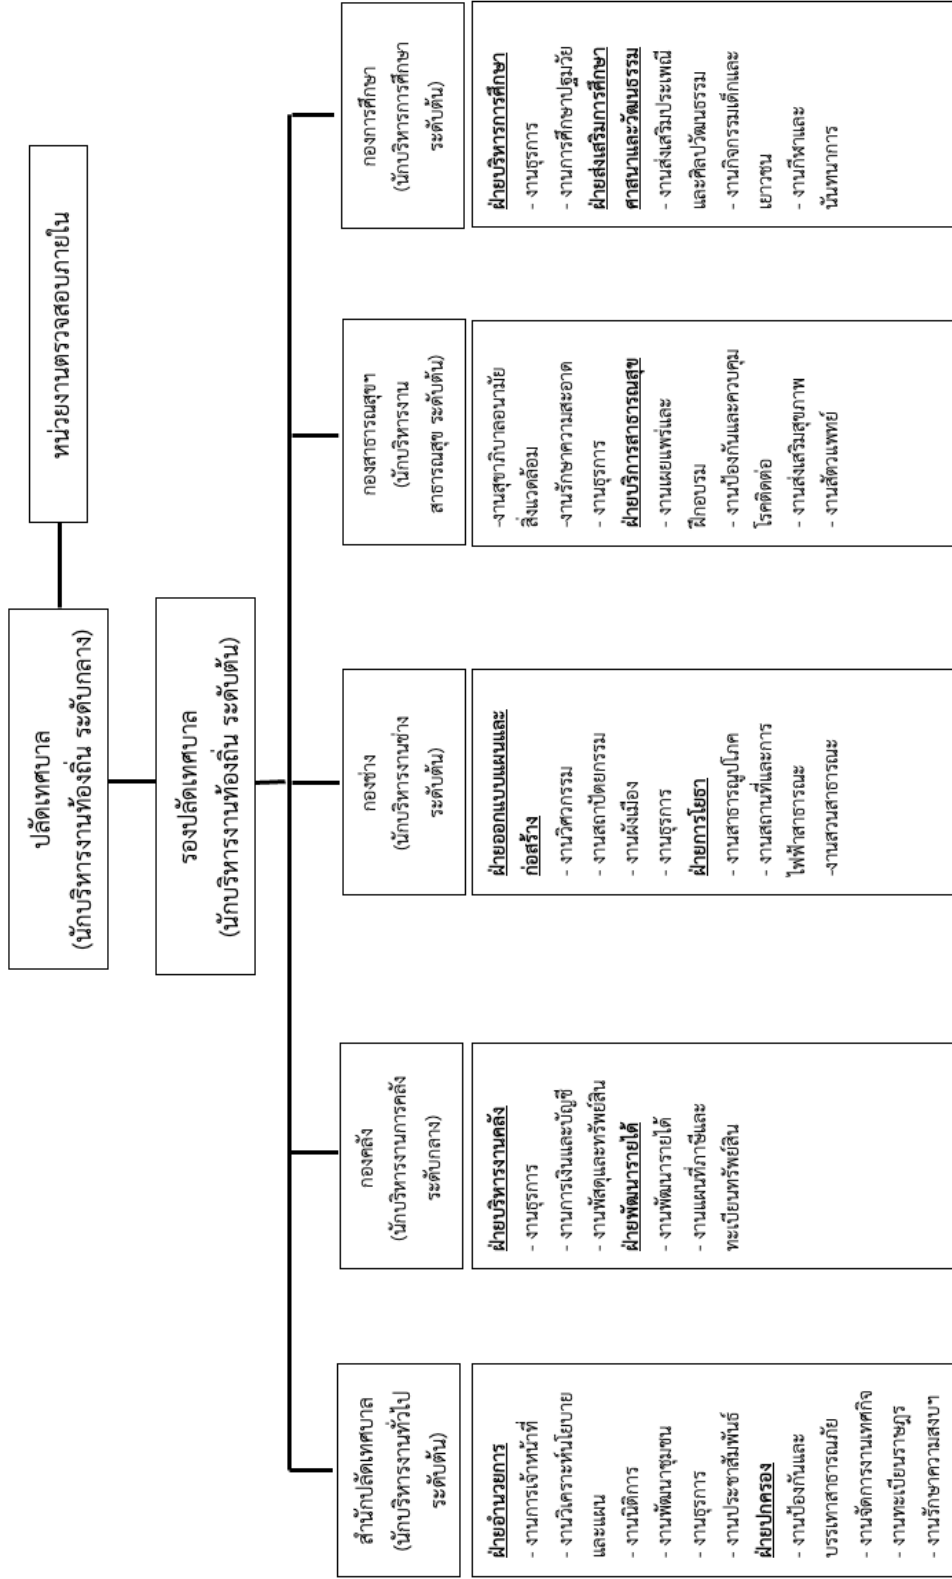 ปลัดเทศบาล
(นักบริหารงานท้องถิ่น ระดับกลาง)
หน่วยงานตรวจสอบภายใน
รองปลัดเทศบาล
(นักบริหารงานท้องถิ่น ระดับต้น)
สำนักปลัดเทศบาล
(นักบริหารงานทั่วไป
ระดับต้น)
ฝ่ายอำนวยการ
- งานการเจ้าหน้าที่
- งานวิเคราะห์นโยบาย
และแผน
- งานนิติการ
- งานพัฒนาชุมชน
- งานธุรการ
- งานประชาสัมพันธ์
ฝ่ายปกครอง
- งานป้องกันและ
บรรเทาสาธารณภัย
- งานจัดการงานเทศกิจ
- งานทะเบียนราษฎร
- งานรักษาความสงบฯ
กองคลัง
(นักบริหารงานการคลัง
ระดับกลาง)
ฝ่ายบริหารงานคลัง
- งานธุรการ
- งานการเงินและบัญชี
- งานพัสดุและทรัพย์สิน
ฝ่ายพัฒนารายได้
- งานพัฒนารายได้
- งานแผนที่ภาษีและ
ทะเบียนทรัพย์สิน
กองช่าง
(นักบริหารงานช่าง
ระดับต้น)
ฝ่ายออกแบบแผนและ
ก่อสร้าง
- งานวิศวกรรม
- งานสถาปัตยกรรม
- งานผังเมือง
- งานธุรการ
ฝ่ายการโยธา
- งานสาธารณูปโภค
- งานสถานที่และการ
ไฟฟ้าสาธารณะ
-งานสวนสาธารณะ
กองสาธารณสุขฯ
(นักบริหารงาน
สาธารณสุข ระดับต้น)
-งานสุขาภิบาลอนามัย
สิ่งแวดล้อม
-งานรักษาความสะอาด
- งานธุรการ
ฝ่ายบริการสาธารณสุข
- งานเผยแพร่และ
ฝึกอบรม
- งานป้องกันและควบคุม
โรคติดต่อ
- งานส่งเสริมสุขภาพ
- งานสัตวแพทย์
กองการศึกษา
(นักบริหารการศึกษา
ระดับต้น)
ฝ่ายบริหารการศึกษา
- งานธุรการ
- งานการศึกษาปฐมวัย
ฝ่ายส่งเสริมการศึกษา
ศาสนาและวัฒนธรรม
- งานส่งเสริมประเพณี
และศิลปวัฒนธรรม
- งานกิจกรรมเด็กและ
เยาวชน
- งานกีฬาและ
นันทนาการ